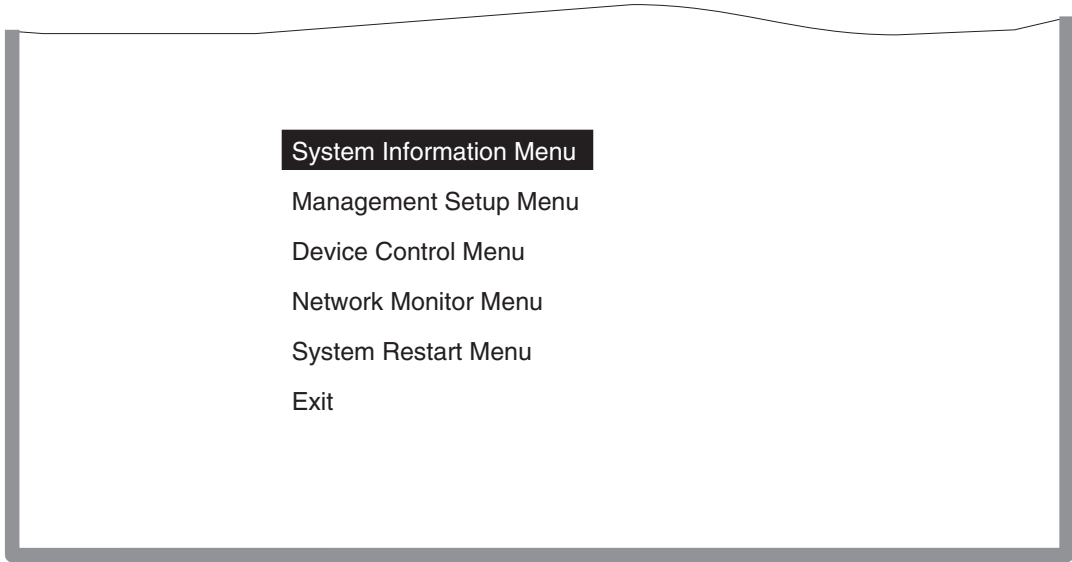 System Information Menu
Management Setup Menu
Device Control Menu
Network Monitor Menu
System Restart Menu
Exit